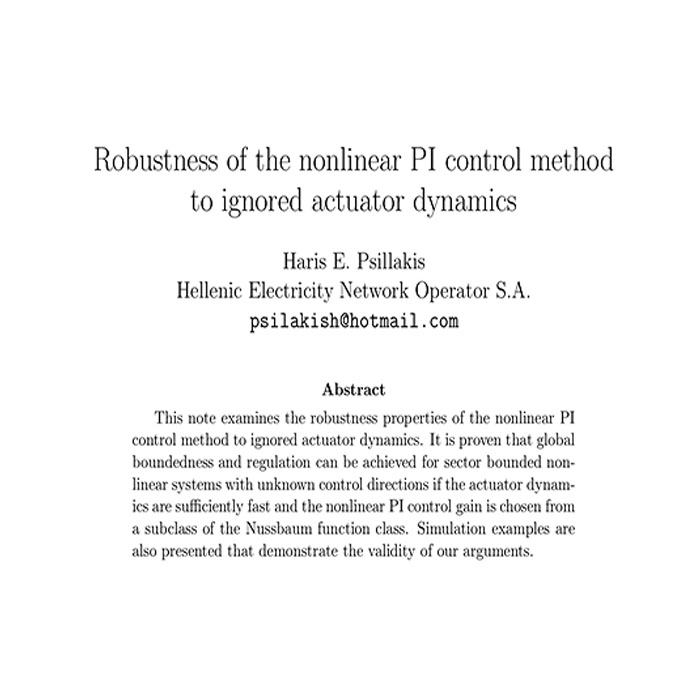 Robustness of the nonlinear PI control method
to ignored actuator dynamics
Haris E. Psillakis
Hellenic Electricity Network Operator S.A.
psilakish@hotmail.com
Abstract
This note examines the robustness properties of the nonlinear PI
control method to ignored actuator dynamics. It is proven that global
boundedness and regulation can be achieved for sector bounded non-
linear systems with unknown control directions if the actuator dynam-
ics are sufficiently fast and the nonlinear PI control gain is chosen from
a subclass of the Nussbaum function class. Simulation examples are
also presented that demonstrate the validity of our arguments.